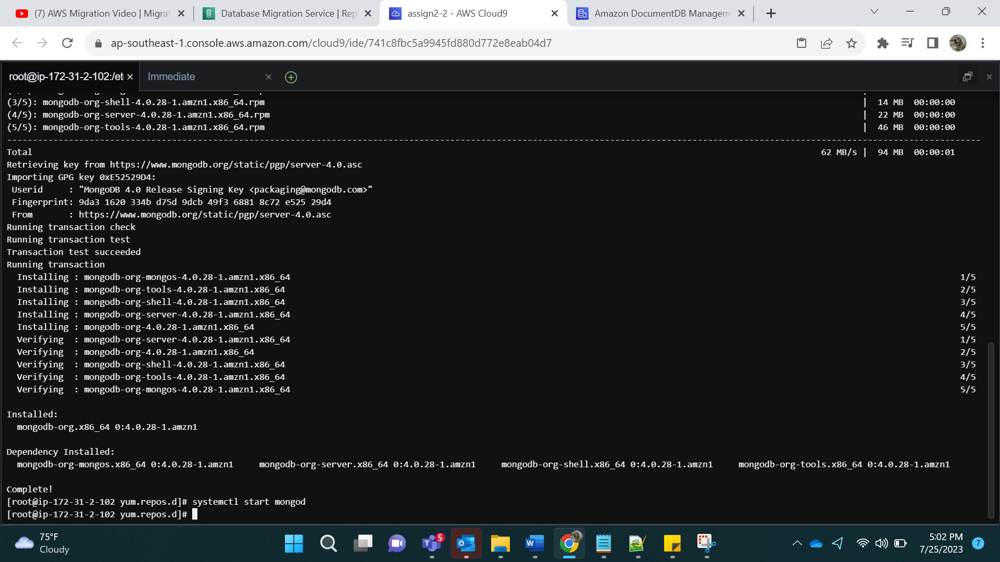 (7) AWS Migration Video | Migrat
Database Migration Service | Rep
assign2-2 - AWS Cloud9
Amazon DocumentDB Managem
ap-southeast-1.console.aws.amazon.com/cloud9/ide/741c8fbc5a9945fd880d772e8eab04d7
root@ip-172-31-2-102:/et
Immediate
(3/5): mongodb-org-shell-4.0.28-1.amzn1.x86_64.rpm | 14 MB 00:00:00
(4/5): mongodb-org-server-4.0.28-1.amzn1.x86_64.rpm | 22 MB 00:00:00
(5/5): mongodb-org-tools-4.0.28-1.amzn1.x86_64.rpm | 46 MB 00:00:00
Total 62 MB/s | 94 MB 00:00:01
Retrieving key from https://www.mongodb.org/static/pgp/server-4.0.asc
Importing GPG key 0xE52529D4:
Userid : "MongoDB 4.0 Release Signing Key <packaging@mongodb.com>"
Fingerprint: 9da3 1620 334b d75d 9dcb 49f3 6881 8c72 e525 29d4
From : https://www.mongodb.org/static/pgp/server-4.0.asc
Running transaction check
Running transaction test
Transaction test succeeded
Running transaction
Installing : mongodb-org-mongos-4.0.28-1.amzn1.x86_64 1/5
Installing : mongodb-org-tools-4.0.28-1.amzn1.x86_64 2/5
Installing : mongodb-org-shell-4.0.28-1.amzn1.x86_64 3/5
Installing : mongodb-org-server-4.0.28-1.amzn1.x86_64 4/5
Installing : mongodb-org-4.0.28-1.amzn1.x86_64 5/5
Verifying : mongodb-org-server-4.0.28-1.amzn1.x86_64 1/5
Verifying : mongodb-org-4.0.28-1.amzn1.x86_64 2/5
Verifying : mongodb-org-shell-4.0.28-1.amzn1.x86_64 3/5
Verifying : mongodb-org-tools-4.0.28-1.amzn1.x86_64 4/5
Verifying : mongodb-org-mongos-4.0.28-1.amzn1.x86_64 5/5
Installed:
mongodb-org.x86_64 0:4.0.28-1.amzn1
Dependency Installed:
mongodb-org-mongos.x86_64 0:4.0.28-1.amzn1 mongodb-org-server.x86_64 0:4.0.28-1.amzn1 mongodb-org-shell.x86_64 0:4.0.28-1.amzn1 mongodb-org-tools.x86_64 0:4.0.28-1.amzn1
Complete!
[root@ip-172-31-2-102 yum.repos.d]# systemctl start mongod
[root@ip-172-31-2-102 yum.repos.d]#
75°F
Cloudy
5
5:02 PM
7/25/2023
7